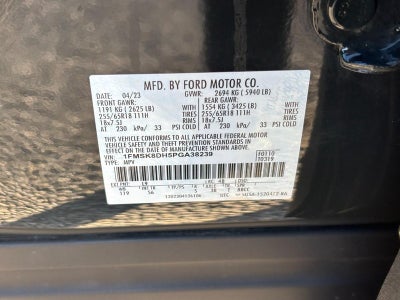 MFD. BY FORD MOTOR CO.
04/23 GVWR: 2694 KG ( 5940 LB)
FRONT GAWR: REAR GAWR:
1191 KG ( 2625 LB) 1554 KG ( 3425 LB)
255/65R18 111H TIRES 255/65R18 111H TIRES
18x7.5J RIMS 18x7.5J RIMS
AT 230 kPa/ 33 PSI COLD AT 230 kPa/ 33 PSI COLD
THIS VEHICLE CONFORMS TO ALL APPLICABLE FEDERAL MOTOR
VEHICLE SAFETY AND BUMPER STANDARDS AND THEFT
PREVENTION STANDARDS IN EFFECT ON THE DATE OF MANUFACTURE SHOWN ABOVE.
VIN: 1FMSK8DH5PGA38239
TYPE: MPV